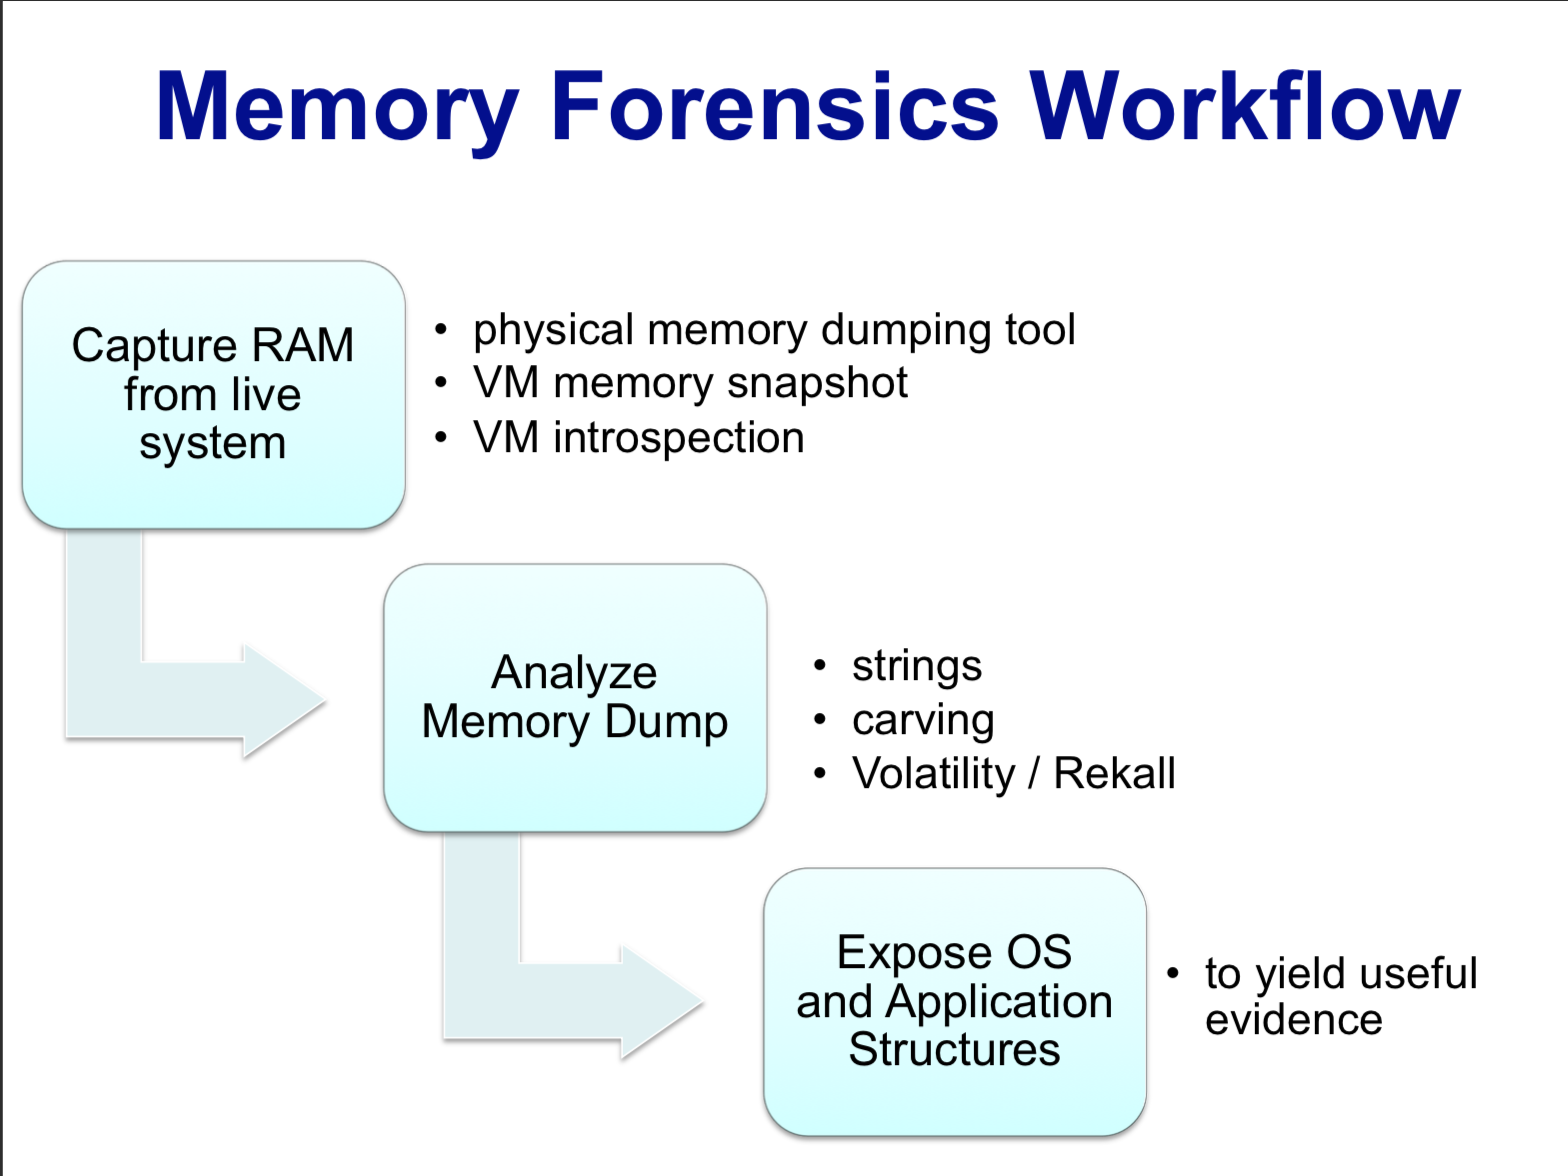 Memory Forensics Workflow
Capture RAM
from live
system
• physical memory dumping tool
• VM memory snapshot
• VM introspection
Analyze
Memory Dump
• strings
• carving
• Volatility / Rekall
Expose OS
and Application
Structures
• to yield useful
evidence